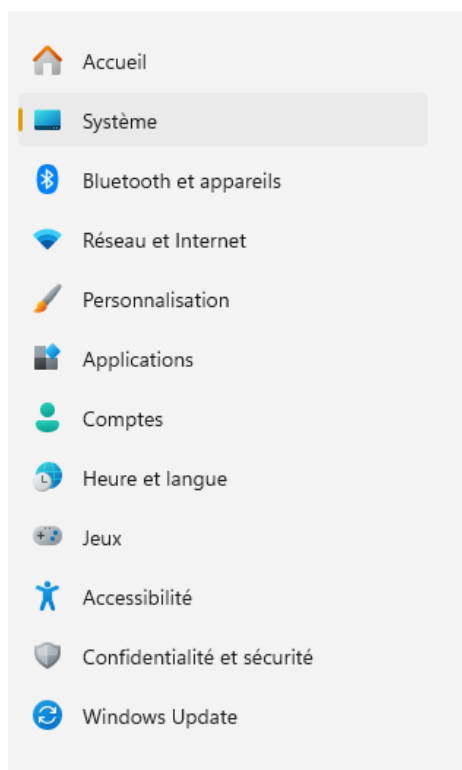 Accueil
Système
Bluetooth et appareils
Réseau et Internet
Personnalisation
Applications
Comptes
Heure et langue
Jeux
Accessibilité
Confidentialité et sécurité
Windows Update